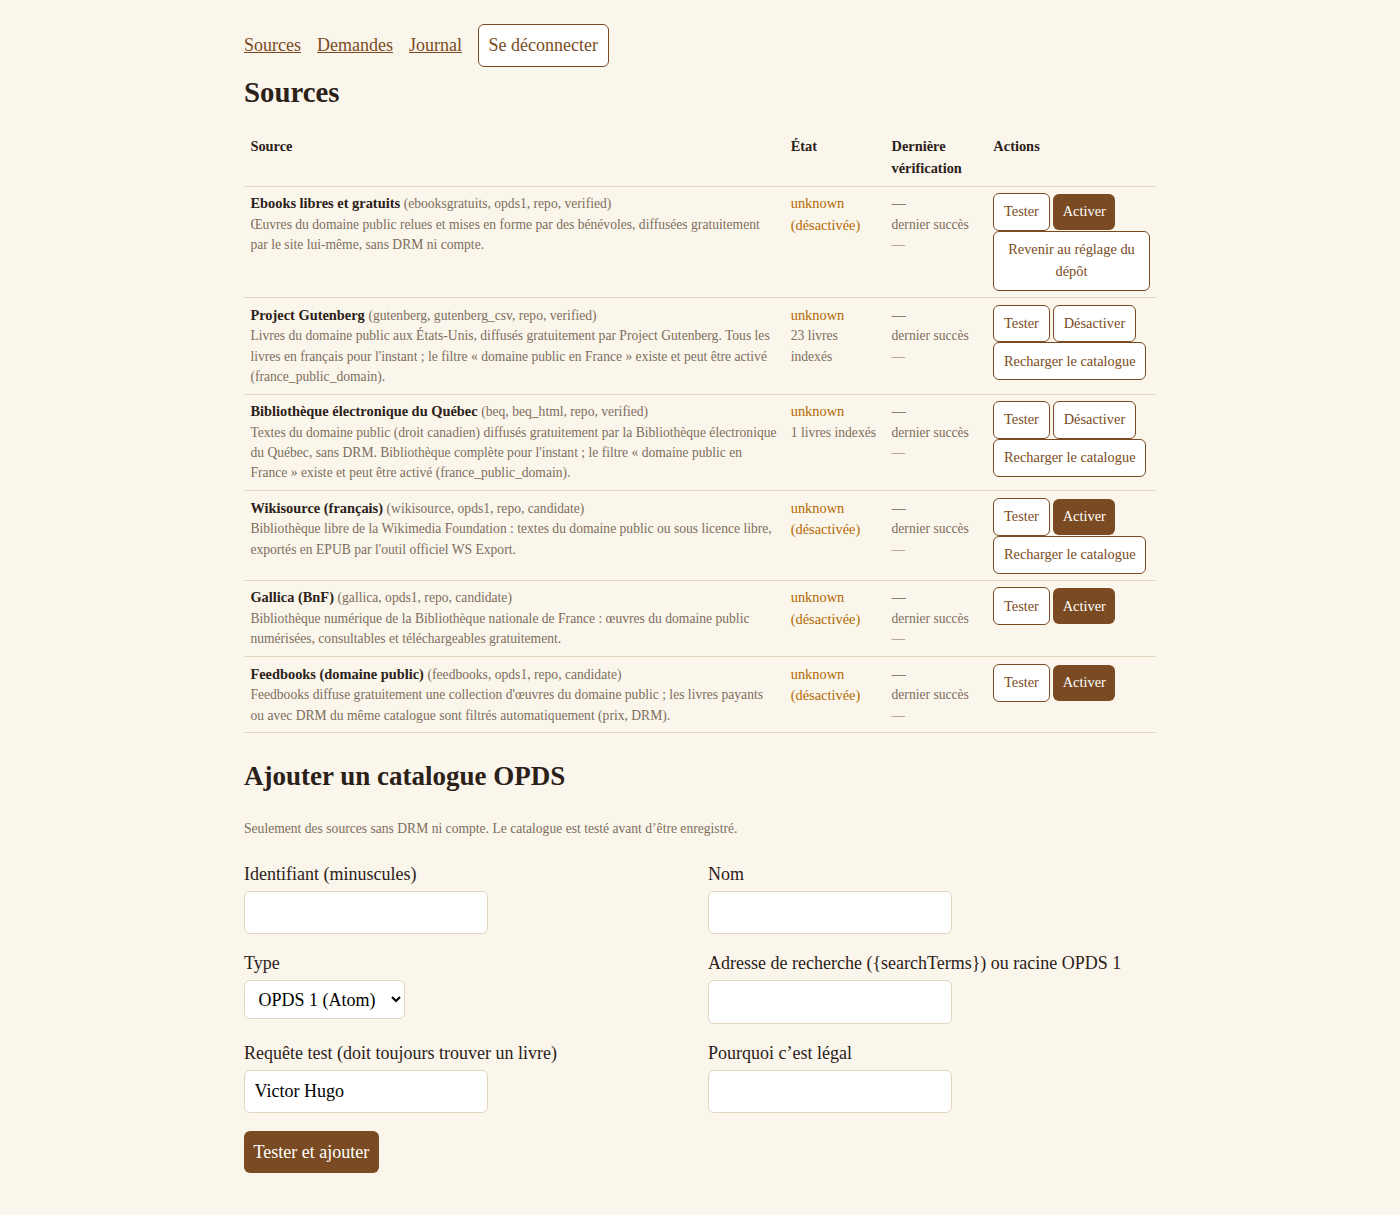 Sources Demandes Journal Se déconnecter
Sources
Source État Dernière vérification Actions
Ebooks libres et gratuits (ebooksgratuits, opds1, repo, verified)
Œuvres du domaine public relues et mises en forme par des bénévoles, diffusées gratuitement
par le site lui-même, sans DRM ni compte.
unknown
(désactivée)
—
dernier succès
—
Tester Activer
Revenir au réglage du
dépôt
Project Gutenberg (gutenberg, gutenberg_csv, repo, verified)
Livres du domaine public aux États-Unis, diffusés gratuitement par Project Gutenberg. Tous les
livres en français pour l'instant ; le filtre « domaine public en France » existe et peut être activé
(france_public_domain).
unknown
23 livres
indexés
—
dernier succès
—
Tester Désactiver
Recharger le catalogue
Bibliothèque électronique du Québec (beq, beq_html, repo, verified)
Textes du domaine public (droit canadien) diffusés gratuitement par la Bibliothèque électronique
du Québec, sans DRM. Bibliothèque complète pour l'instant ; le filtre « domaine public en
France » existe et peut être activé (france_public_domain).
unknown
1 livres indexés
—
dernier succès
—
Tester Désactiver
Recharger le catalogue
Wikisource (français) (wikisource, opds1, repo, candidate)
Bibliothèque libre de la Wikimedia Foundation : textes du domaine public ou sous licence libre,
exportés en EPUB par l'outil officiel WS Export.
unknown
(désactivée)
—
dernier succès
—
Tester Activer
Recharger le catalogue
Gallica (BnF) (gallica, opds1, repo, candidate)
Bibliothèque numérique de la Bibliothèque nationale de France : œuvres du domaine public
numérisées, consultables et téléchargeables gratuitement.
unknown
(désactivée)
—
dernier succès
—
Tester Activer
Feedbooks (domaine public) (feedbooks, opds1, repo, candidate)
Feedbooks diffuse gratuitement une collection d'œuvres du domaine public ; les livres payants
ou avec DRM du même catalogue sont filtrés automatiquement (prix, DRM).
unknown
(désactivée)
—
dernier succès
—
Tester Activer
Ajouter un catalogue OPDS
Seulement des sources sans DRM ni compte. Le catalogue est testé avant d’être enregistré.
Identifiant (minuscules)
Nom
Type
OPDS 1 (Atom)
Adresse de recherche ({searchTerms}) ou racine OPDS 1
Requête test (doit toujours trouver un livre)
Victor Hugo
Pourquoi c’est légal
Tester et ajouter